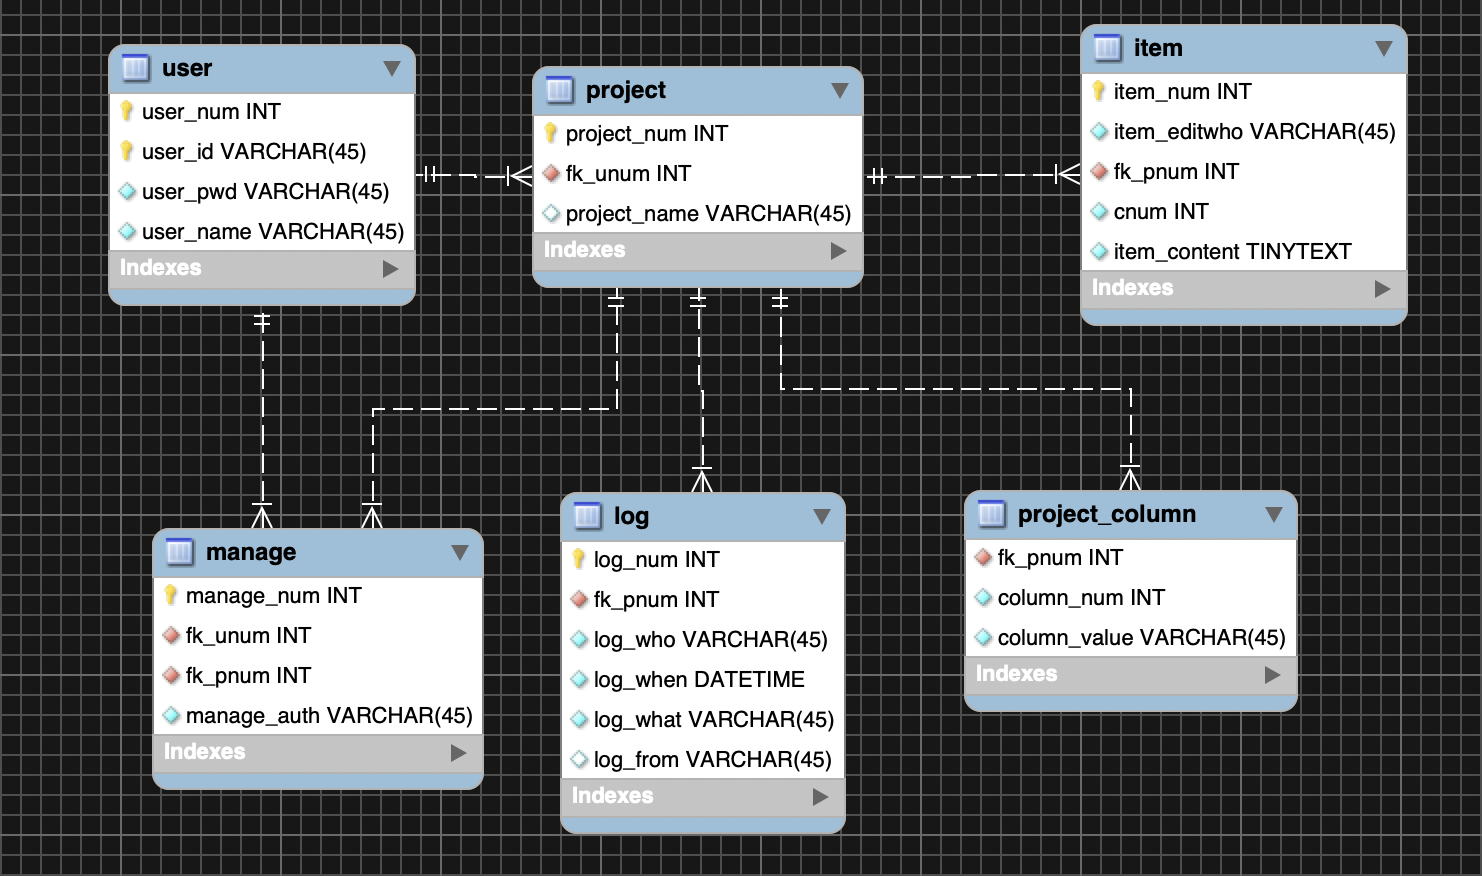 user
user_num INT
user_id VARCHAR(45)
user_pwd VARCHAR(45)
user_name VARCHAR(45)
Indexes
project
project_num INT
fk_unum INT
project_name VARCHAR(45)
Indexes
item
item_num INT
item_editwho VARCHAR(45)
fk_pnum INT
cnum INT
item_content TINYTEXT
Indexes
manage
manage_num INT
fk_unum INT
fk_pnum INT
manage_auth VARCHAR(45)
Indexes
log
log_num INT
fk_pnum INT
log_who VARCHAR(45)
log_when DATETIME
log_what VARCHAR(45)
log_from VARCHAR(45)
Indexes
project_column
fk_pnum INT
column_num INT
column_value VARCHAR(45)
Indexes